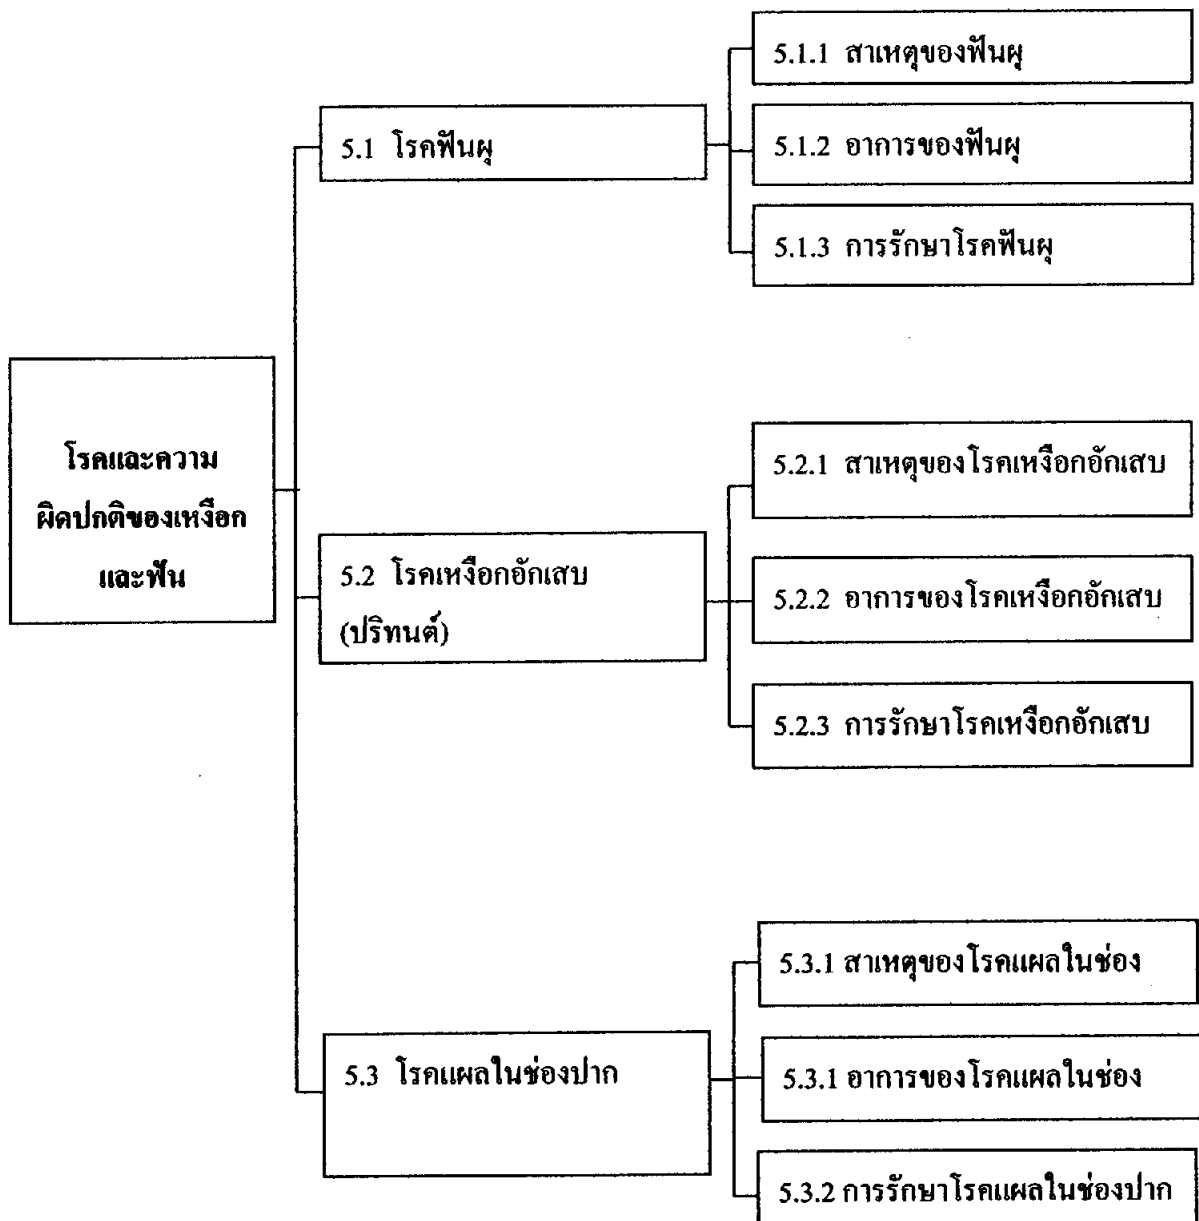 โรคและความ
ผิดปกติของเหงือก
และฟัน
5.1 โรคฟันผุ
5.1.1 สาเหตุของฟันผุ
5.1.2 อาการของฟันผุ
5.1.3 การรักษาโรคฟันผุ
5.2 โรคเหงือกอักเสบ
(ปริทนต์)
5.2.1 สาเหตุของโรคเหงือกอักเสบ
5.2.2 อาการของโรคเหงือกอักเสบ
5.2.3 การรักษาโรคเหงือกอักเสบ
5.3 โรคแผลในช่องปาก
5.3.1 สาเหตุของโรคแผลในช่อง
5.3.1 อาการของโรคแผลในช่อง
5.3.2 การรักษาโรคแผลในช่องปาก